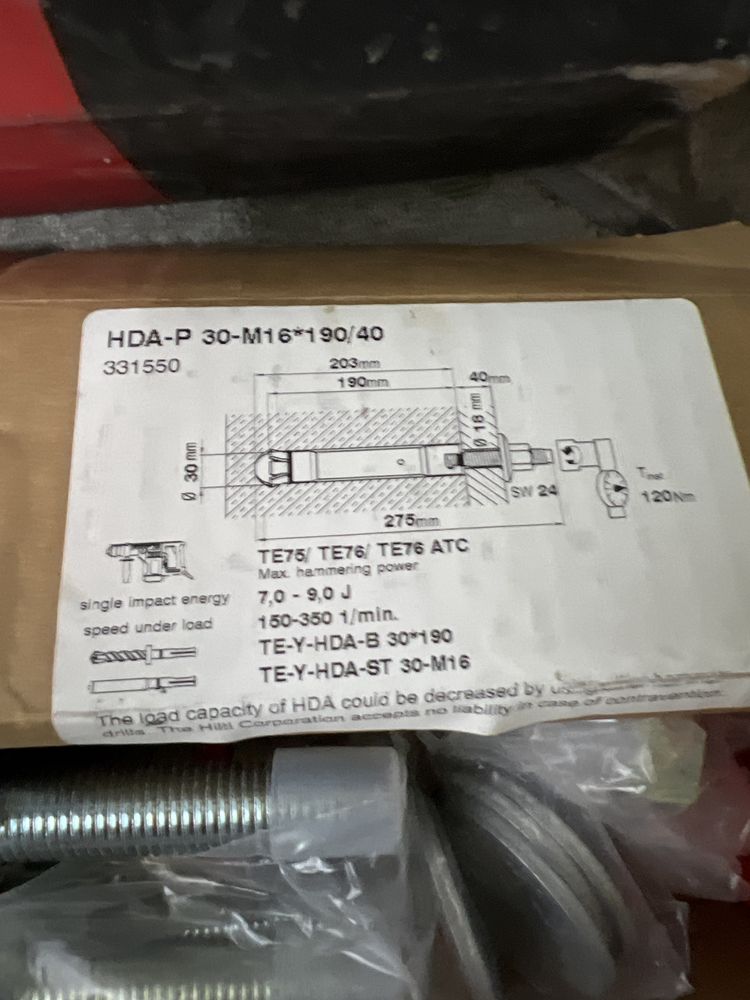 HDA-P 30-M16*190/40
331550
203mm
190mm
40mm
Ø 18 mm
Ø 30 mm
SW 24
Tinst
120Nm
275mm
TE75/ TE76/ TE76 ATC
Max. hammering power
single impact energy 7,0 - 9,0 J
speed under load 150-350 1/min.
TE-Y-HDA-B 30*190
TE-Y-HDA-ST 30-M16
The load capacity of HDA could be decreased by
drills. The Hilti Corporation accepts no liability in case of contravention.